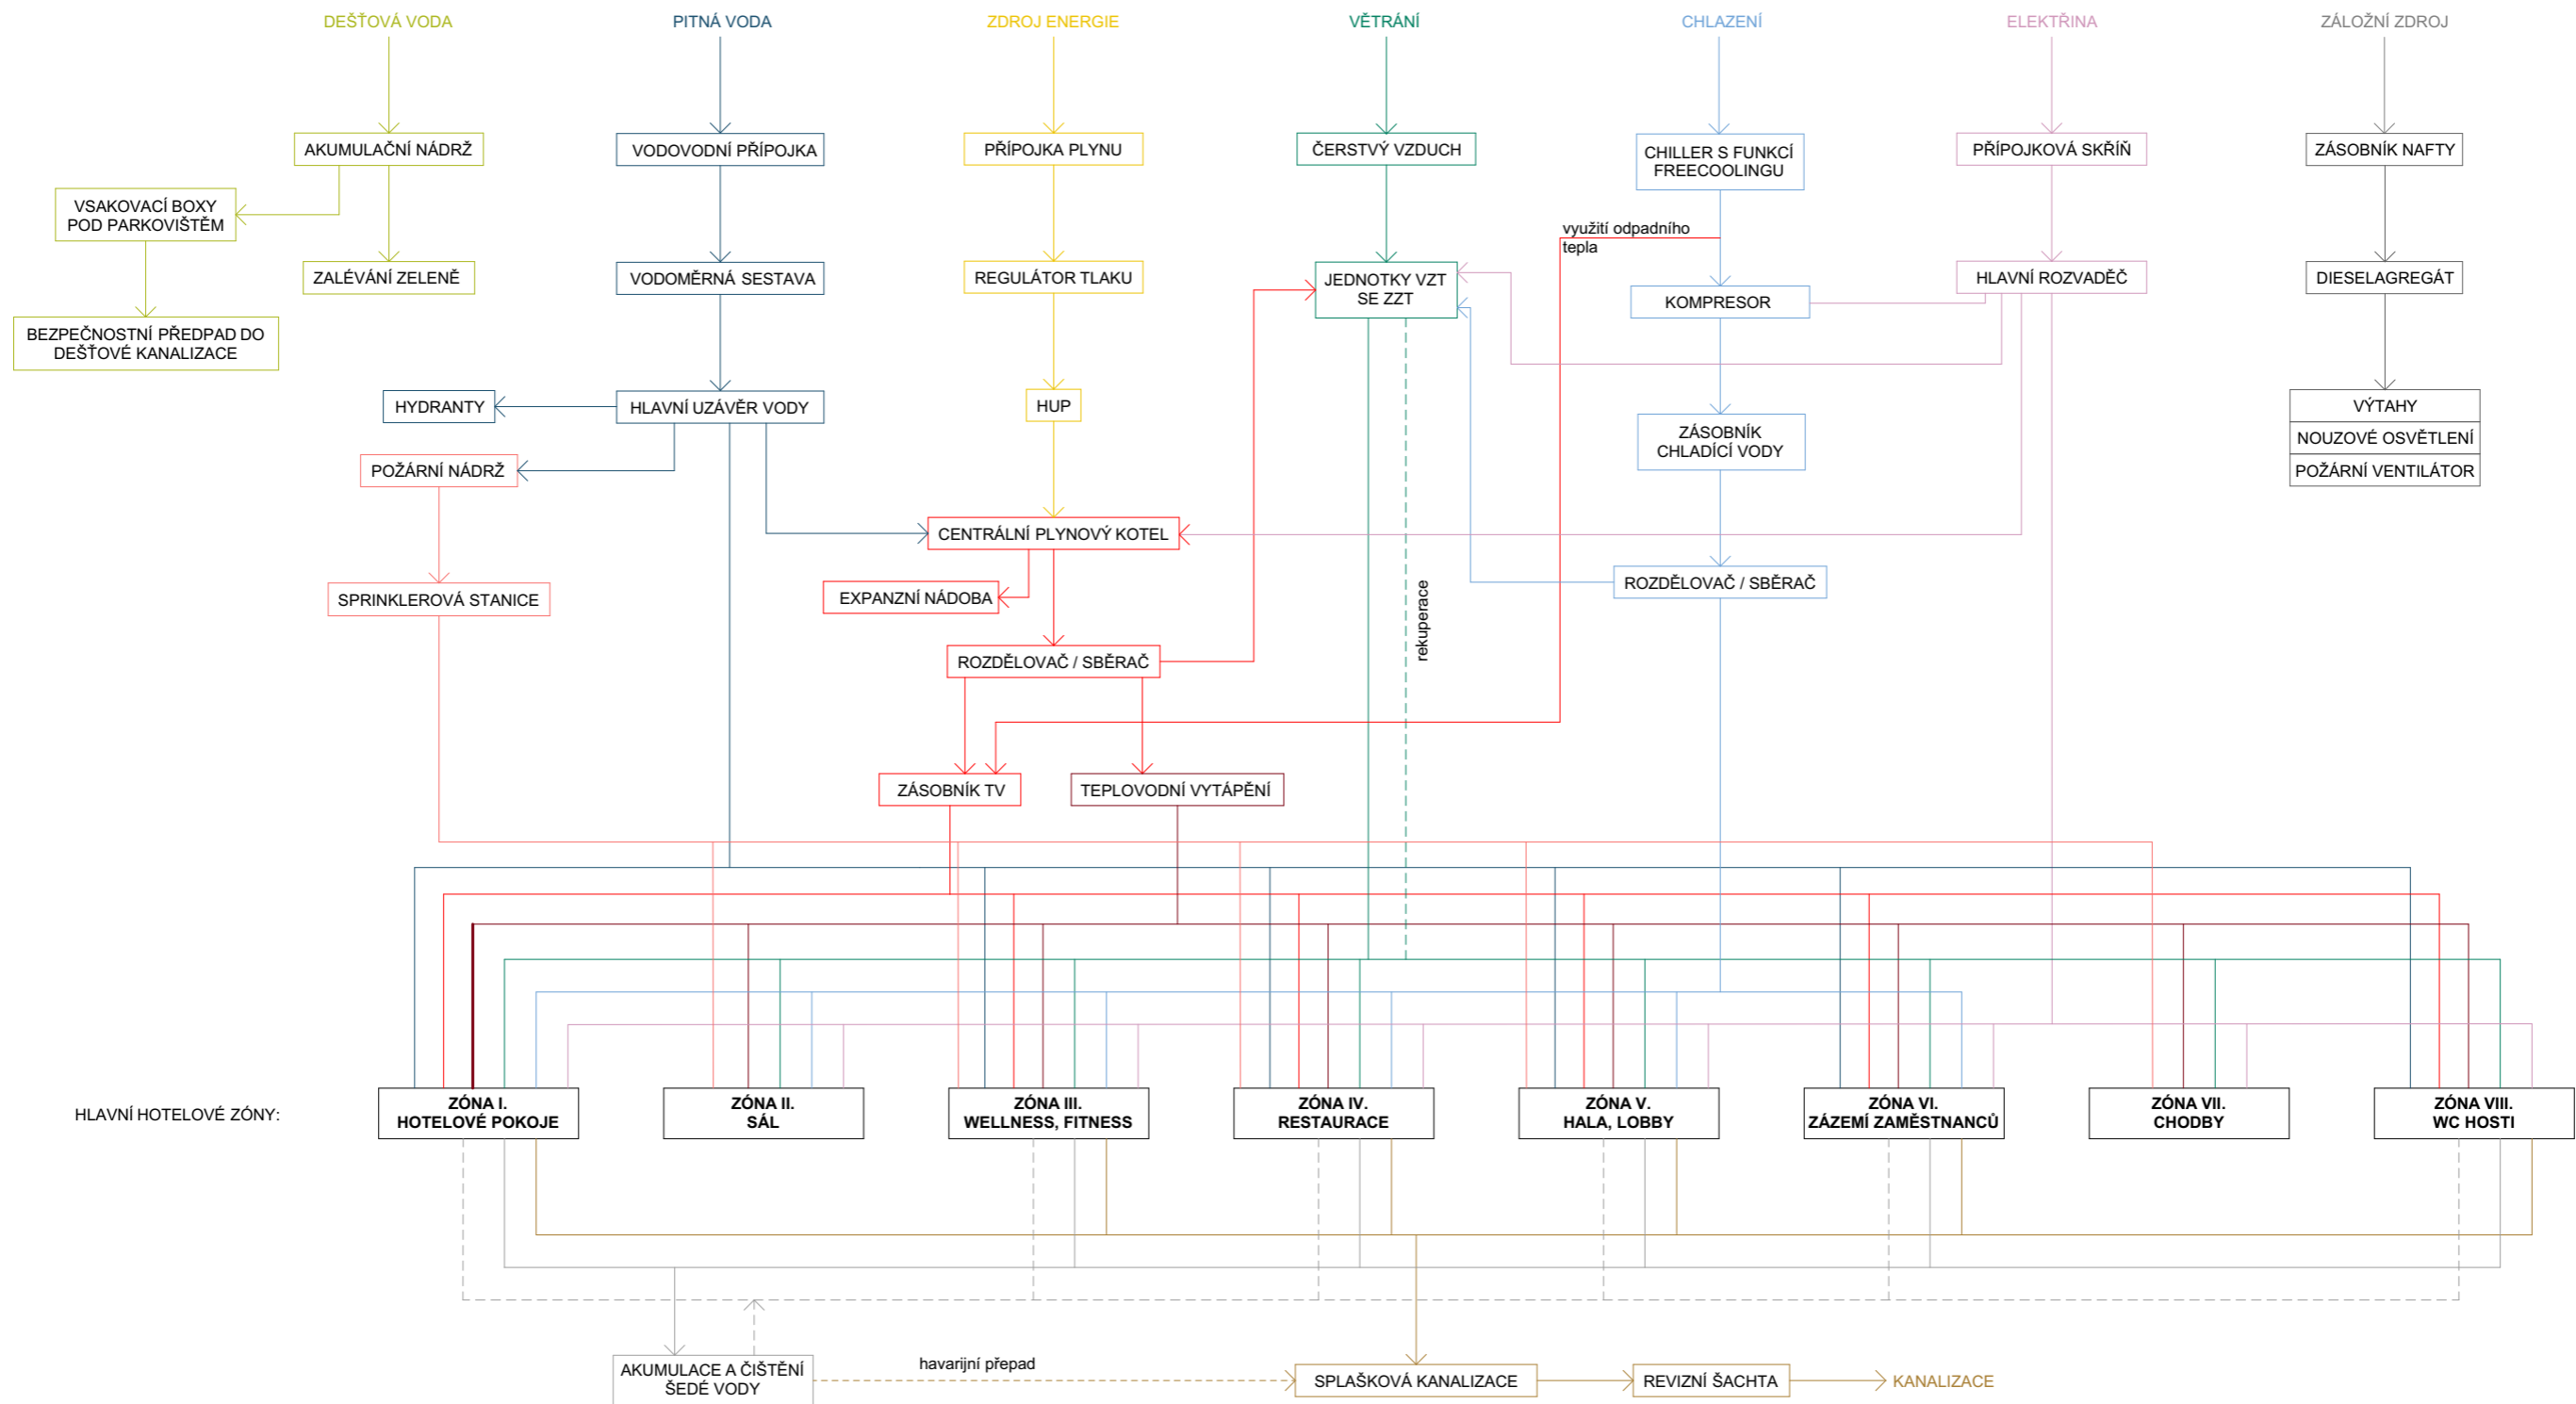 DEŠŤOVÁ VODA
PITNÁ VODA
ZDROJ ENERGIE
VĚTRÁNÍ
CHLAZENÍ
ELEKTŘINA
ZÁLOŽNÍ ZDROJ
AKUMULAČNÍ NÁDRŽ
VODOVODNÍ PŘÍPOJKA
PŘÍPOJKA PLYNU
ČERSTVÝ VZDUCH
CHILLER S FUNKCÍ
FREECOOLINGU
PŘÍPOJKOVÁ SKŘÍŇ
ZÁSOBNÍK NAFTY
VSAKOVACÍ BOXY
POD PARKOVIŠTĚM
využití odpadního
tepla
ZALÉVÁNÍ ZELENĚ
VODOMĚRNÁ SESTAVA
REGULÁTOR TLAKU
JEDNOTKY VZT
SE ZZT
KOMPRESOR
HLAVNÍ ROZVADĚČ
DIESELAGREGÁT
BEZPEČNOSTNÍ PŘEDPAD DO
DEŠŤOVÉ KANALIZACE
HYDRANTY
HLAVNÍ UZÁVĚR VODY
HUP
ZÁSOBNÍK
CHLADÍCÍ VODY
VÝTAHY
NOUZOVÉ OSVĚTLENÍ
POŽÁRNÍ VENTILÁTOR
POŽÁRNÍ NÁDRŽ
CENTRÁLNÍ PLYNOVÝ KOTEL
SPRINKLEROVÁ STANICE
EXPANZNÍ NÁDOBA
rekuperace
ROZDĚLOVAČ / SBĚRAČ
ROZDĚLOVAČ / SBĚRAČ
ZÁSOBNÍK TV
TEPLOVODNÍ VYTÁPĚNÍ
HLAVNÍ HOTELOVÉ ZÓNY:
ZÓNA I.
HOTELOVÉ POKOJE
ZÓNA II.
SÁL
ZÓNA III.
WELLNESS, FITNESS
ZÓNA IV.
RESTAURACE
ZÓNA V.
HALA, LOBBY
ZÓNA VI.
ZÁZEMÍ ZAMĚSTNANCŮ
ZÓNA VII.
CHODBY
ZÓNA VIII.
WC HOSTI
AKUMULACE A ČIŠTĚNÍ
ŠEDÉ VODY
havarijní přepad
SPLAŠKOVÁ KANALIZACE
REVIZNÍ ŠACHTA
KANALIZACE